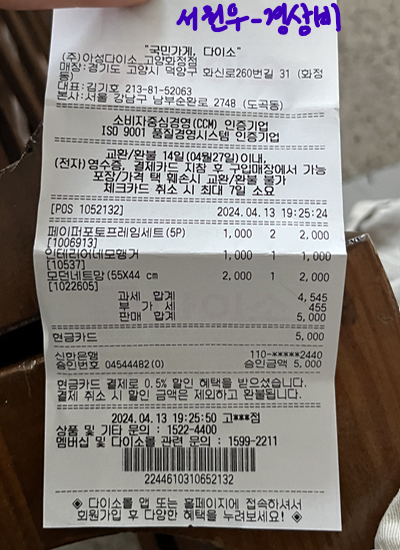 서원우-경상비
"국민가게, 다이소"
(주)아성다이소_고양화정점
매장:경기도 고양시 덕양구 화신로260번길 31 (화정
동)
대표:김기호 213-81-52063
본사:서울 강남구 남부순환로 2748 (도곡동)
소비자중심경영(CCM) 인증기업
ISO 9001 품질경영시스템 인증기업
교환/환불 14일(04월27일)이내,
(전자)영수증, 결제카드 지참 후 구입매장에서 가능
포장/가격 택 훼손시 교환/환불 불가
체크카드 취소 시 최대 7일 소요
[POS 1052132] 2024.04.13 19:25:24
페이퍼포토프레임세트(5P) 1,000 2 2,000
[1006913]
인테리어네모행거 1,000 1 1,000
[10537]
모던네트망(55X44 cm 2,000 1 2,000
[1022605]
과세 합계 4,545
부 가 세 455
판매 합계 5,000
현금카드 5,000
신한은행 110-*****2440
승인번호 04544482(0) 승인금액 5,000
현금카드 결제로 0.5% 할인 혜택을 받으셨습니다.
결제 취소 시 할인 금액은 제외하고 환불됩니다.
2024.04.13 19:25:50 고***점
상품 및 기타 문의 : 1522-4400
멤버십 및 다이소몰 관련 문의 : 1599-2211
2244610310652132
◈ 다이소몰 앱 또는 홈페이지에 접속하셔서
회원가입 후 다양한 혜택을 누려보세요! ◈